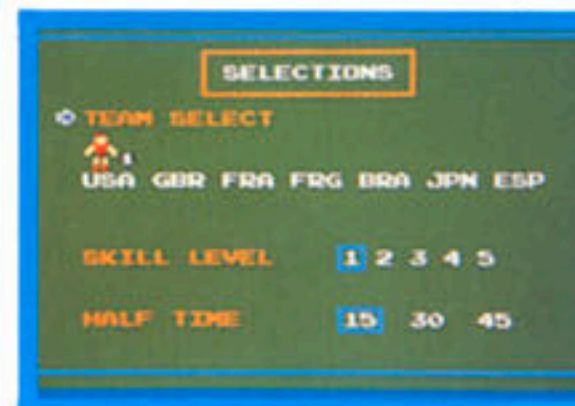 SELECTIONS
TEAM SELECT
1
USA GBR FRA FRG BRA JPN ESP
SKILL LEVEL 1 2 3 4 5
HALF TIME 15 30 45